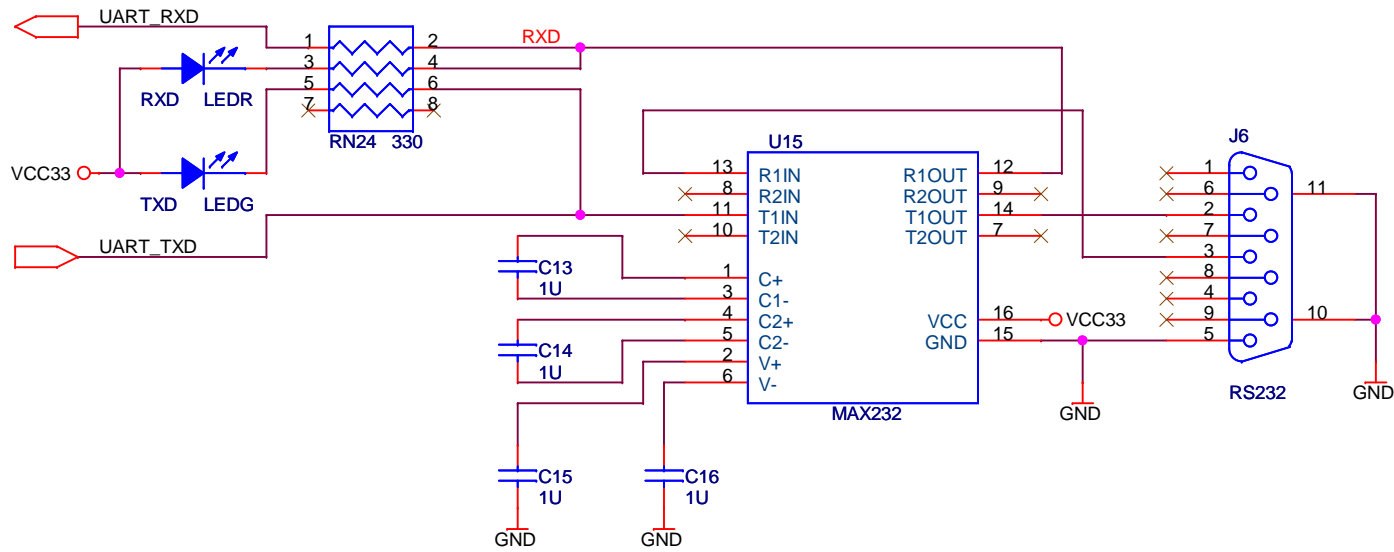 UART_RXD
1 2 RXD
3 4
5 6
7 8
RXD LEDR
RN24 330
VCC33
TXD LEDG
UART_TXD
U15
13 R1IN R1OUT 12
8 R2IN R2OUT 9
11 T1IN T1OUT 14
10 T2IN T2OUT 7
1 C+
3 C1-
4 C2+ VCC 16 VCC33
5 C2- GND 15
2 V+
6 V-
MAX232
GND
C13
1U
C14
1U
C15
1U
GND
C16
1U
GND
J6
1
6 11
2
7
3
8
4
9 10
5
RS232
GND